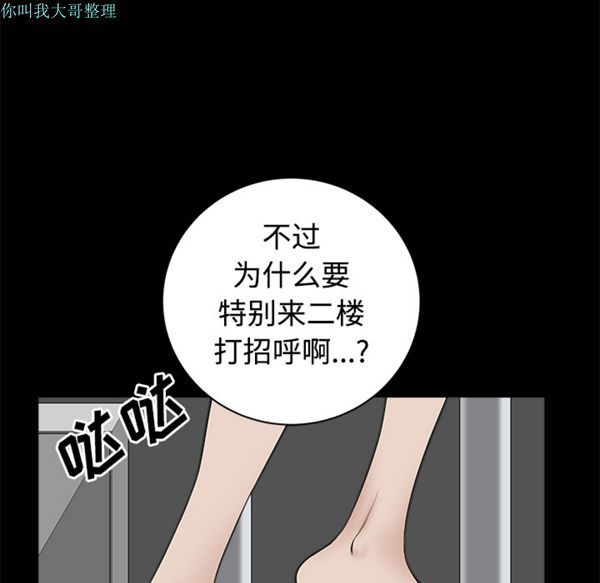 你叫我大哥整理
不过
为什么要
特别来二楼
打招呼啊...?
哒哒